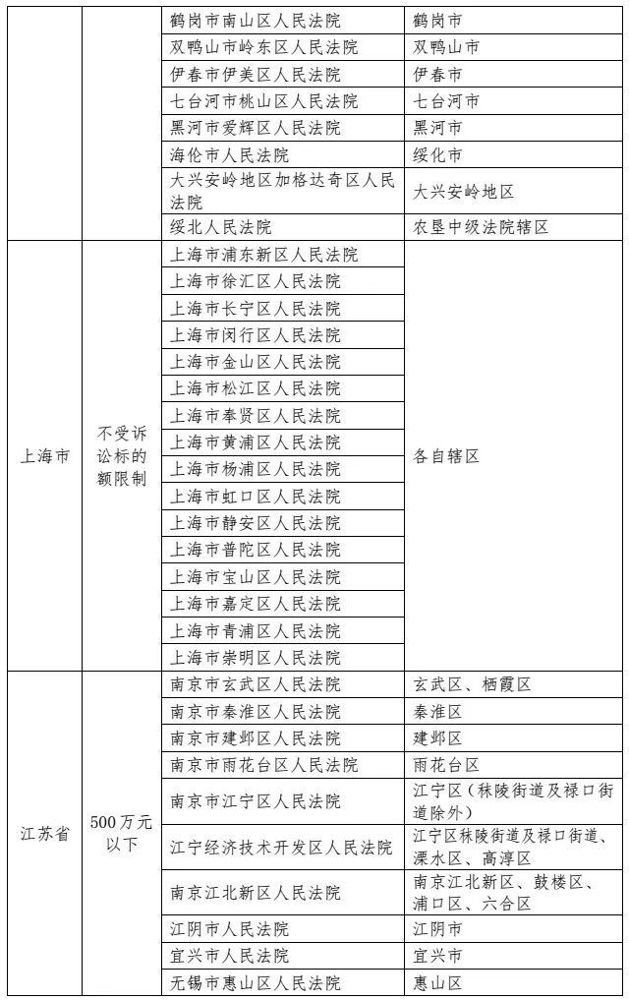 鹤岗市南山区人民法院 鹤岗市
双鸭山市岭东区人民法院 双鸭山市
伊春市伊美区人民法院 伊春市
七台河市桃山区人民法院 七台河市
黑河市爱辉区人民法院 黑河市
海伦市人民法院 绥化市
大兴安岭地区加格达奇区人民
法院
大兴安岭地区
绥北人民法院 农垦中级法院辖区
上海市
不受诉
讼标的
额限制
上海市浦东新区人民法院
上海市徐汇区人民法院
上海市长宁区人民法院
上海市闵行区人民法院
上海市金山区人民法院
上海市松江区人民法院
上海市奉贤区人民法院
上海市黄浦区人民法院
上海市杨浦区人民法院
上海市虹口区人民法院
上海市静安区人民法院
上海市普陀区人民法院
上海市宝山区人民法院
上海市嘉定区人民法院
上海市青浦区人民法院
上海市崇明区人民法院
各自辖区
江苏省
500万元
以下
南京市玄武区人民法院 玄武区、栖霞区
南京市秦淮区人民法院 秦淮区
南京市建邺区人民法院 建邺区
南京市雨花台区人民法院 雨花台区
南京市江宁区人民法院
江宁区（秣陵街道及禄口街
道除外）
江宁经济技术开发区人民法院
江宁区秣陵街道及禄口街道、
溧水区、高淳区
南京江北新区人民法院
南京江北新区、鼓楼区、
浦口区、六合区
江阴市人民法院 江阴市
宜兴市人民法院 宜兴市
无锡市惠山区人民法院 惠山区